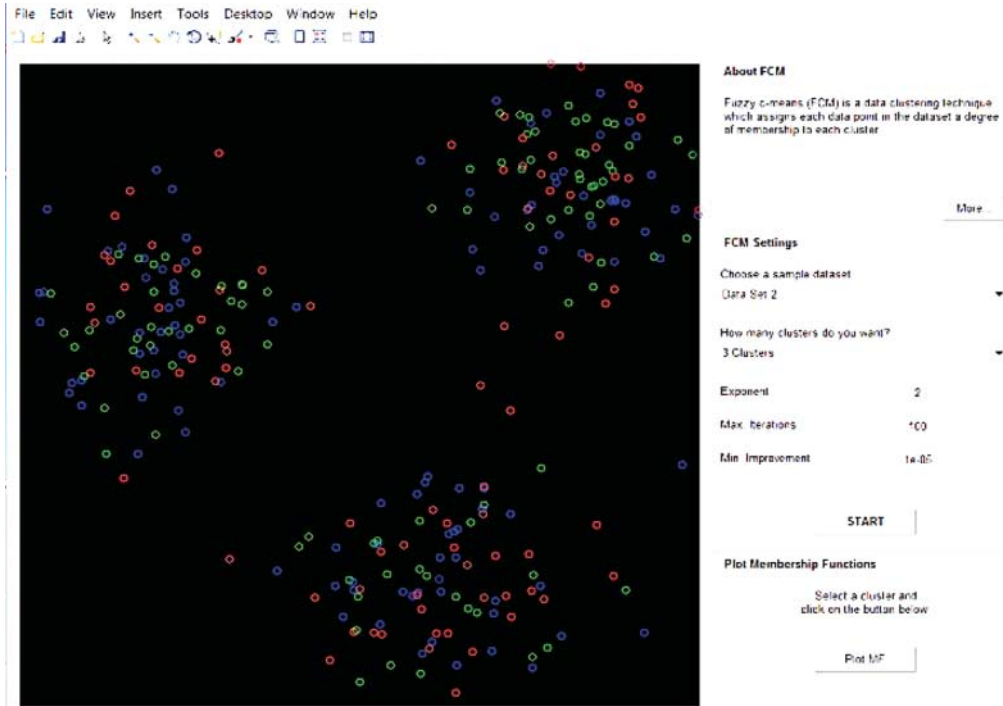 File Edit View Insert Tools Desktop Window Help
About FCM
Fuzzy c-means (FCM) is a data clustering technique
which assigns each data point in the dataset a degree
of membership to each cluster
More...
FCM Settings
Choose a sample dataset
Data Set 2
How many clusters do you want?
3 Clusters
Exponent 2
Max. Iterations 100
Min. Improvement 1e-05
START
Plot Membership Functions
Select a cluster and
click on the button below
Plot MF